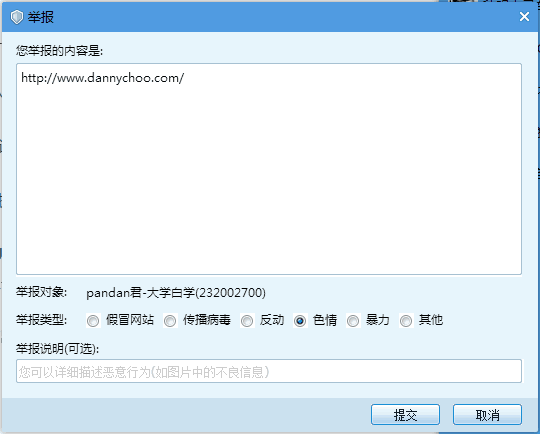 举报
您举报的内容是:
http://www.dannychoo.com/
举报对象: pandan君-大学白学(232002700)
举报类型: 假冒网站 传播病毒 反动 色情 暴力 其他
举报说明(可选):
您可以详细描述恶意行为(如图片中的不良信息)
提交 取消